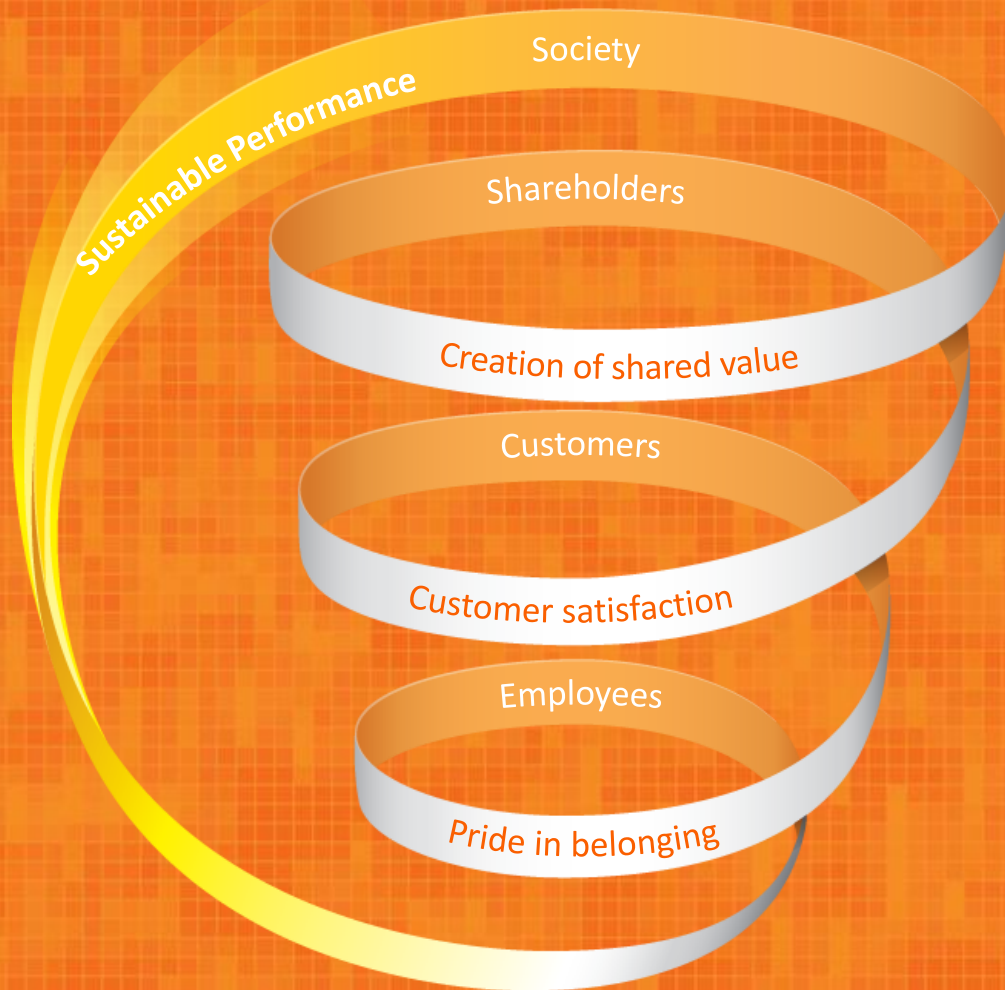 Society
Sustainable Performance
Shareholders
Creation of shared value
Customers
Customer satisfaction
Employees
Pride in belonging